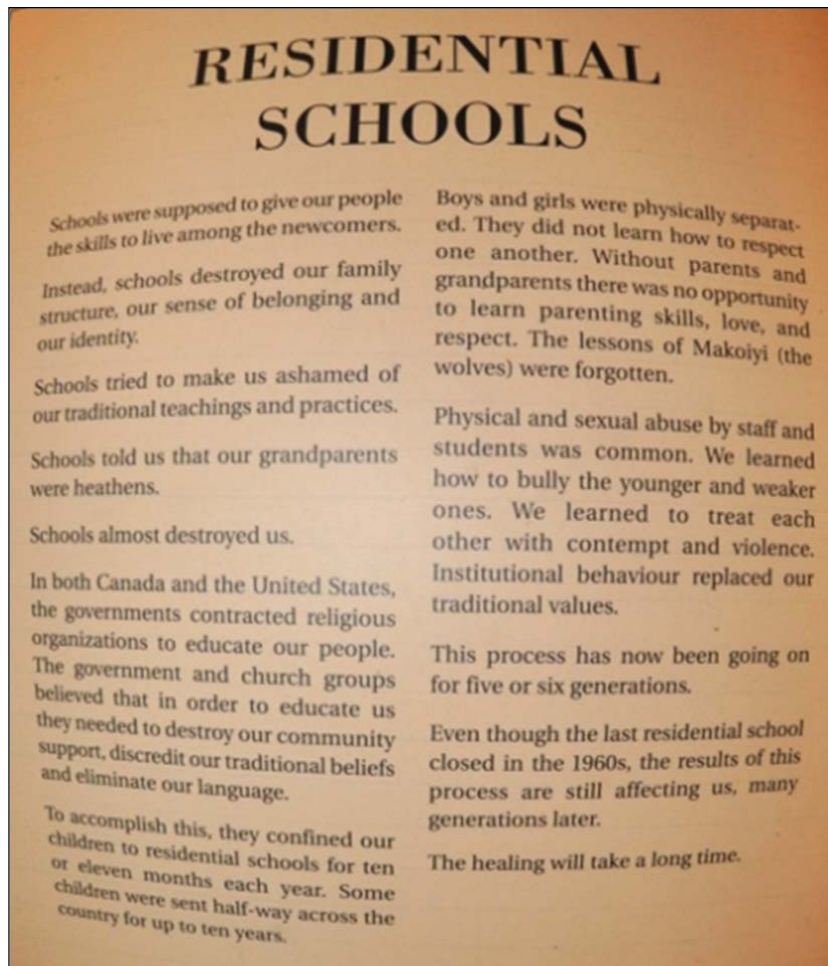 RESIDENTIAL
SCHOOLS
Schools were supposed to give our people
the skills to live among the newcomers.
Instead, schools destroyed our family
structure, our sense of belonging and
our identity.
Schools tried to make us ashamed of
our traditional teachings and practices.
Schools told us that our grandparents
were heathens.
Schools almost destroyed us.
In both Canada and the United States,
the governments contracted religious
organizations to educate our people.
The government and church groups
believed that in order to educate us
they needed to destroy our community
support, discredit our traditional beliefs
and eliminate our language.
To accomplish this, they confined our
children to residential schools for ten
or eleven months each year. Some
children were sent half-way across the
country for up to ten years.
Boys and girls were physically separat-
ed. They did not learn how to respect
one another. Without parents and
grandparents there was no opportunity
to learn parenting skills, love, and
respect. The lessons of Makoiyi (the
wolves) were forgotten.
Physical and sexual abuse by staff and
students was common. We learned
how to bully the younger and weaker
ones. We learned to treat each
other with contempt and violence.
Institutional behaviour replaced our
traditional values.
This process has now been going on
for five or six generations.
Even though the last residential school
closed in the 1960s, the results of this
process are still affecting us, many
generations later.
The healing will take a long time.